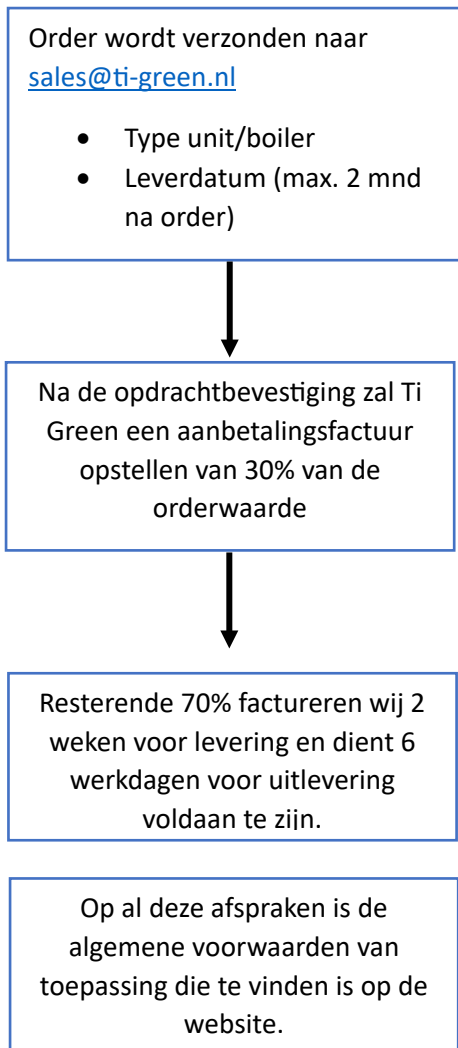 Order wordt verzonden naar
sales@ti-green.nl
• Type unit/boiler
• Leverdatum (max. 2 mnd
na order)
Na de opdrachtbevestiging zal Ti
Green een aanbetalingsfactuur
opstellen van 30% van de
orderwaarde
Resterende 70% factureren wij 2
weken voor levering en dient 6
werkdagen voor uitlevering
voldaan te zijn.
Op al deze afspraken is de
algemene voorwaarden van
toepassing die te vinden is op de
website.